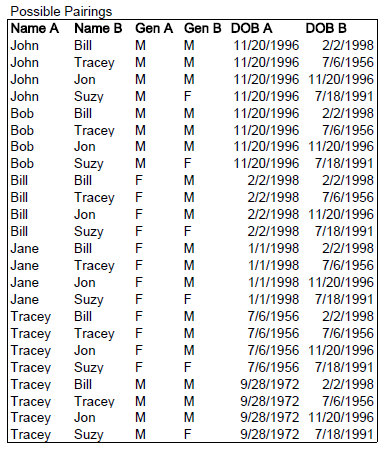 Possible Pairings
Name A Name B Gen A Gen B DOB A DOB B
John Bill M M 11/20/1996 2/2/1998
John Tracey M M 11/20/1996 7/6/1956
John Jon M M 11/20/1996 11/20/1996
John Suzy M F 11/20/1996 7/18/1991
Bob Bill M M 11/20/1996 2/2/1998
Bob Tracey M M 11/20/1996 7/6/1956
Bob Jon M M 11/20/1996 11/20/1996
Bob Suzy M F 11/20/1996 7/18/1991
Bill Bill F M 2/2/1998 2/2/1998
Bill Tracey F M 2/2/1998 7/6/1956
Bill Jon F M 2/2/1998 11/20/1996
Bill Suzy F F 2/2/1998 7/18/1991
Jane Bill F M 1/1/1998 2/2/1998
Jane Tracey F M 1/1/1998 7/6/1956
Jane Jon F M 1/1/1998 11/20/1996
Jane Suzy F F 1/1/1998 7/18/1991
Tracey Bill F M 7/6/1956 2/2/1998
Tracey Tracey F M 7/6/1956 7/6/1956
Tracey Jon F M 7/6/1956 11/20/1996
Tracey Suzy F F 7/6/1956 7/18/1991
Tracey Bill M M 9/28/1972 2/2/1998
Tracey Tracey M M 9/28/1972 7/6/1956
Tracey Jon M M 9/28/1972 11/20/1996
Tracey Suzy M F 9/28/1972 7/18/1991